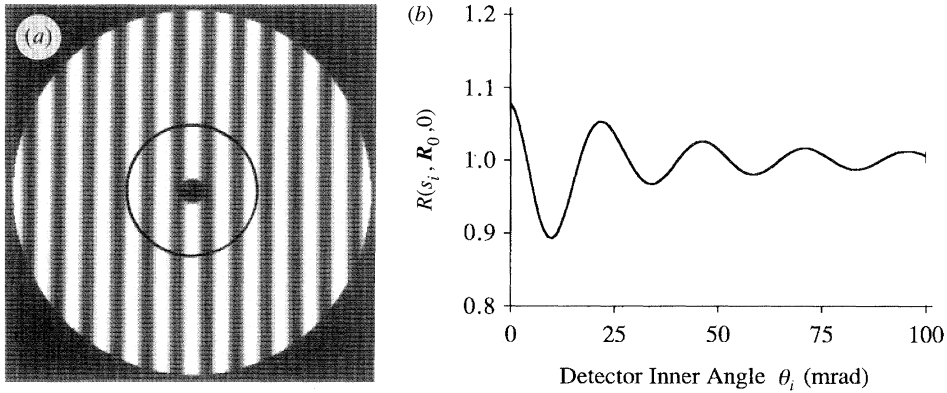 (a)
(b)
1.2
1.1
1.0
0.9
0.8
R(s_i, R_0, 0)
0 25 50 75 100
Detector Inner Angle θ_i (mrad)